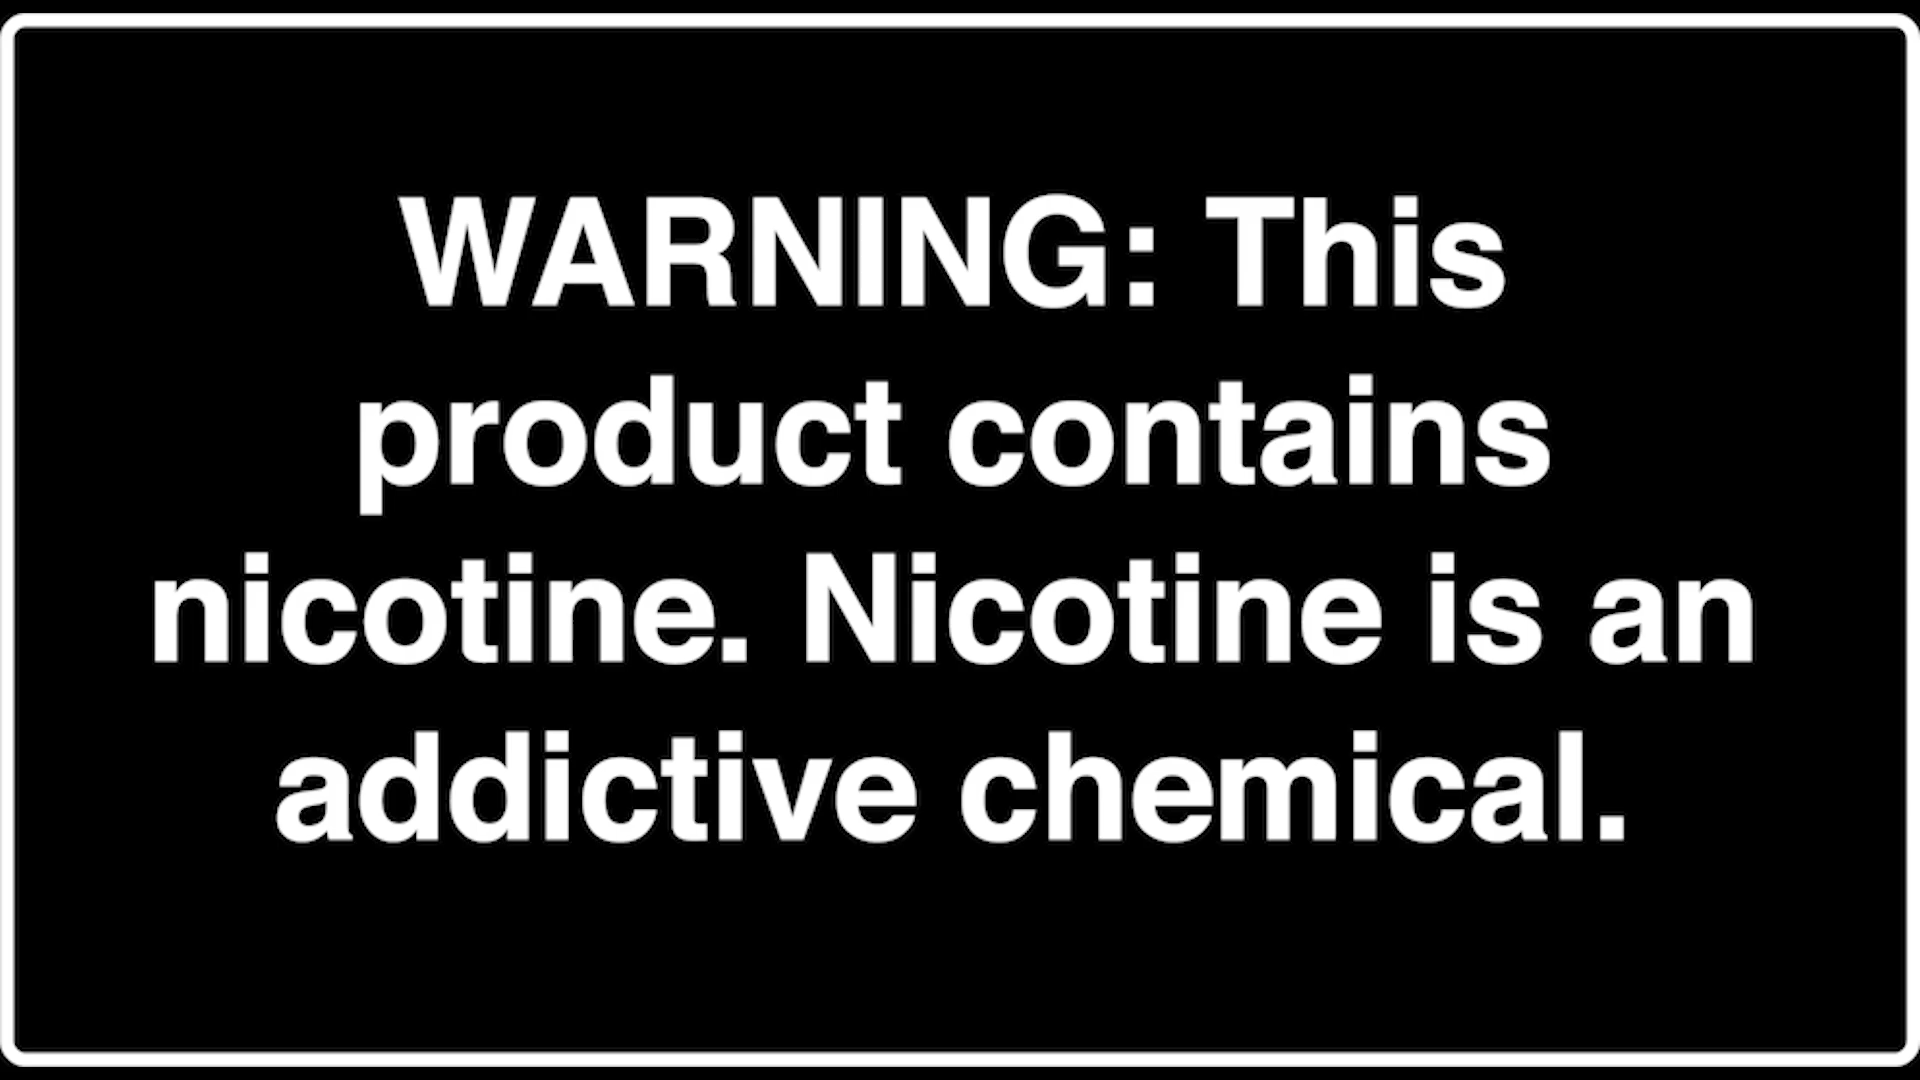 WARNING: This
product contains
nicotine. Nicotine is an
addictive chemical.